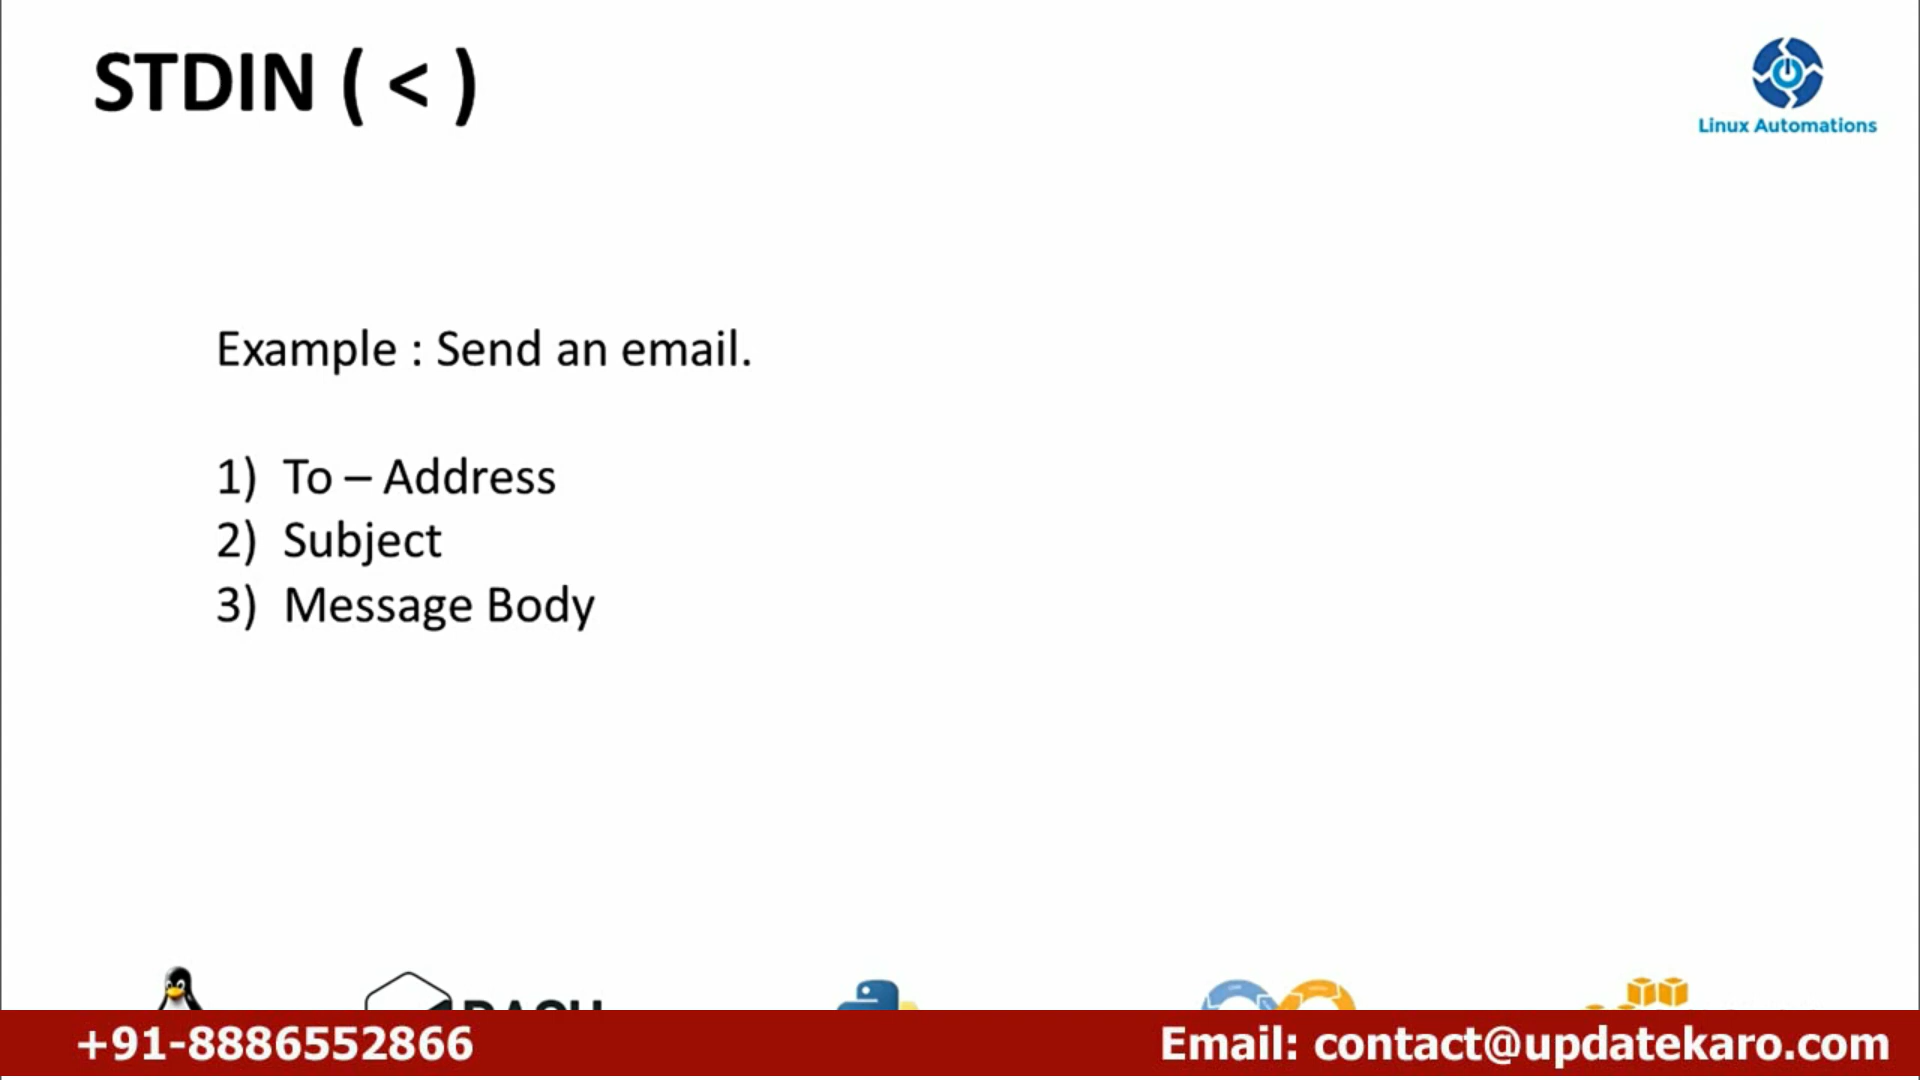 STDIN ( < )
Linux Automations
Example : Send an email.
1) To – Address
2) Subject
3) Message Body
BASH
+91-8886552866
Email: contact@updatekaro.com